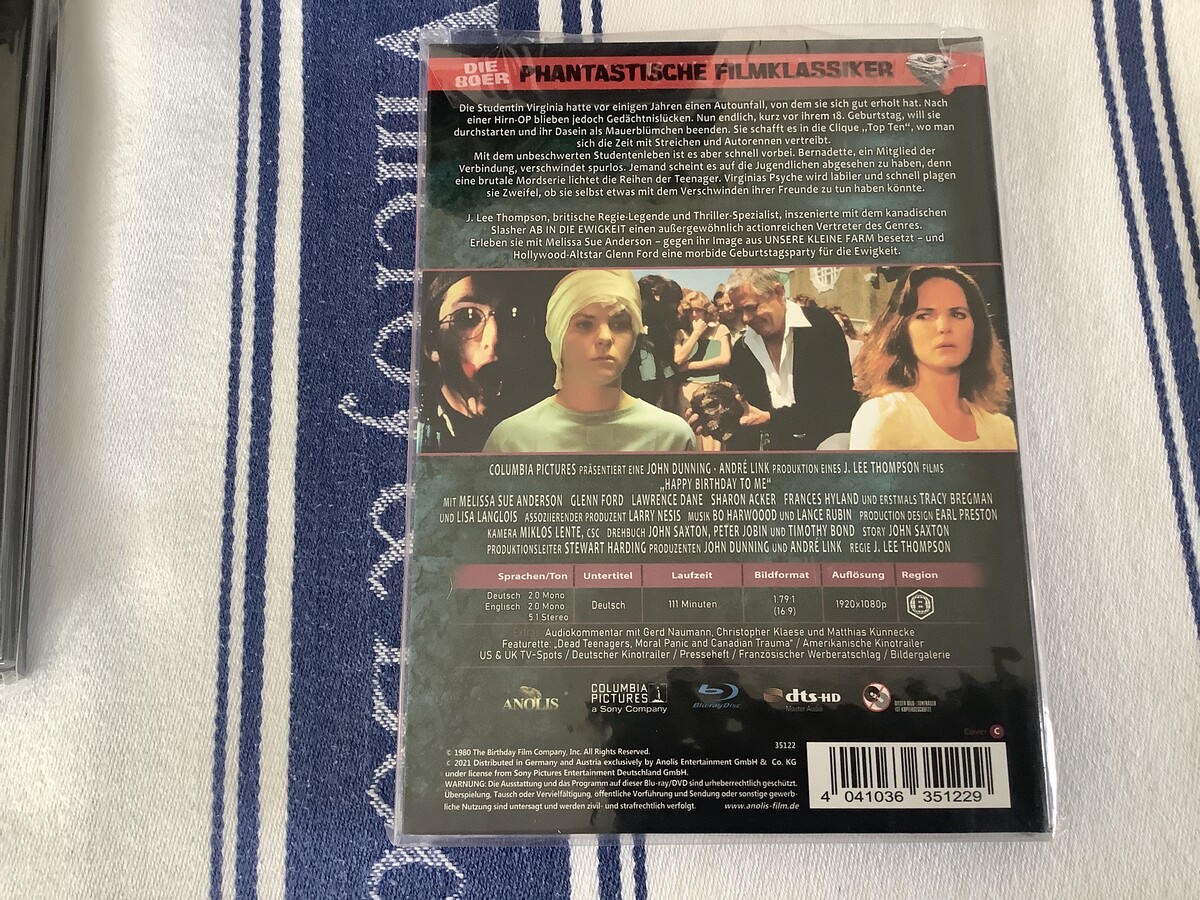 DIE 80ER PHANTASTISCHE FILMKLASSIKER
Die Studentin Virginia hatte vor einigen Jahren einen Autounfall, von dem sie sich gut erholt hat. Nach
einer Hirn-OP blieben jedoch Gedächtnislücken. Nun endlich, kurz vor ihrem 18. Geburtstag, will sie
durchstarten und ihr Dasein als Mauerblümchen beenden. Sie schafft es in die Clique „Top Ten“, wo man
sich die Zeit mit Streichen und Autorennen vertreibt.
Mit dem unbeschwerten Studentenleben ist es aber schnell vorbei. Bernadette, ein Mitglied der
Verbindung, verschwindet spurlos. Jemand scheint es auf die Jugendlichen abgesehen zu haben, denn
eine brutale Mordserie lichtet die Reihen der Teenager. Virginias Psyche wird labiler und schnell plagen
sie Zweifel, ob sie selbst etwas mit dem Verschwinden ihrer Freunde zu tun haben könnte.
J. Lee Thompson, britische Regie-Legende und Thriller-Spezialist, inszenierte mit dem kanadischen
Slasher AB IN DIE EWIGKEIT einen außergewöhnlich actionreichen Vertreter des Genres.
Erleben sie mit Melissa Sue Anderson – gegen ihr Image aus UNSERE KLEINE FARM besetzt – und
Hollywood-Altstar Glenn Ford eine morbide Geburtstagsparty für die Ewigkeit.
COLUMBIA PICTURES PRÄSENTIERT EINE JOHN DUNNING · ANDRÉ LINK PRODUKTION EINES J. LEE THOMPSON FILMS
„HAPPY BIRTHDAY TO ME“
MIT MELISSA SUE ANDERSON GLENN FORD LAWRENCE DANE SHARON ACKER FRANCES HYLAND UND ERSTMALS TRACY BREGMAN
UND LISA LANGLOIS ASSOZIIERENDER PRODUZENT LARRY NESIS MUSIK BO HARWOOOD UND LANCE RUBIN PRODUCTION DESIGN EARL PRESTON
KAMERA MIKLOS LENTE, CSC DREHBUCH JOHN SAXTON, PETER JOBIN UND TIMOTHY BOND STORY JOHN SAXTON
PRODUKTIONSLEITER STEWART HARDING PRODUZENTEN JOHN DUNNING UND ANDRÉ LINK REGIE J. LEE THOMPSON
Sprachen/Ton Untertitel Laufzeit Bildformat Auflösung Region
Deutsch 2.0 Mono
Englisch 2.0 Mono
5.1 Stereo
Deutsch
111 Minuten
1.79:1
(16:9)
1920x1080p
B
Extras: Audiokommentar mit Gerd Naumann, Christopher Klaese und Matthias Künnecke
Featurette: „Dead Teenagers, Moral Panic and Canadian Trauma“ / Amerikanische Kinotrailer
US & UK TV-Spots / Deutscher Kinotrailer / Presseheft / Französischer Werberatschlag / Bildergalerie
ANOLIS
COLUMBIA
PICTURES
a Sony Company
Blu-ray Disc
dts-HD
Master Audio
DIESER BILD-/TONTRÄGER
IST KOPIERGESCHÜTZT
Cover C
35122
© 1980 The Birthday Film Company, Inc. All Rights Reserved.
© 2021 Distributed in Germany and Austria exclusively by Anolis Entertainment GmbH & Co. KG
under license from Sony Pictures Entertainment Deutschland GmbH.
WARNUNG: Die Ausstattung und das Programm auf dieser Blu-ray/DVD sind urheberrechtlich geschützt.
Überspielung, Tausch oder Vervielfältigung, öffentliche Vorführung und Sendung oder sonstige gewerb-
liche Nutzung sind untersagt und werden zivil- und strafrechtlich verfolgt. www.anolis-film.de
4 041036 351229